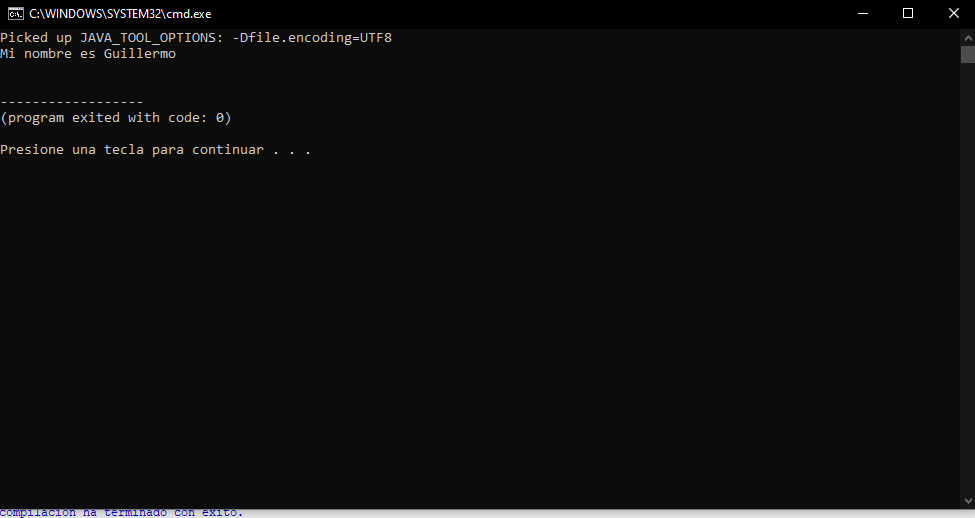 C:\WINDOWS\SYSTEM32\cmd.exe
Picked up JAVA_TOOL_OPTIONS: -Dfile.encoding=UTF8
Mi nombre es Guillermo
------------------
(program exited with code: 0)
Presione una tecla para continuar . . .
compilación ha terminado con éxito.